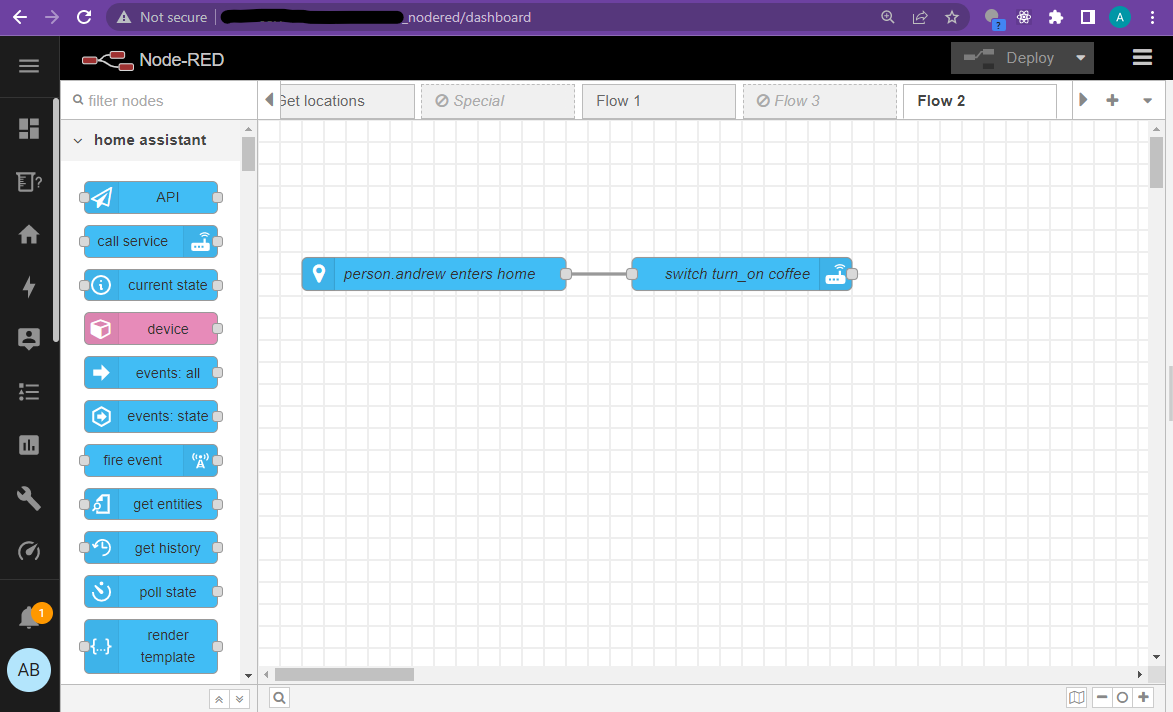 Not secure
_nodered/dashboard
?
A
Node-RED
Deploy
filter nodes
Get locations
Special
Flow 1
Flow 3
Flow 2
home assistant
API
call service
current state
device
events: all
events: state
fire event
get entities
get history
poll state
{...}
render
template
person.andrew enters home
switch turn_on coffee
?
1
AB